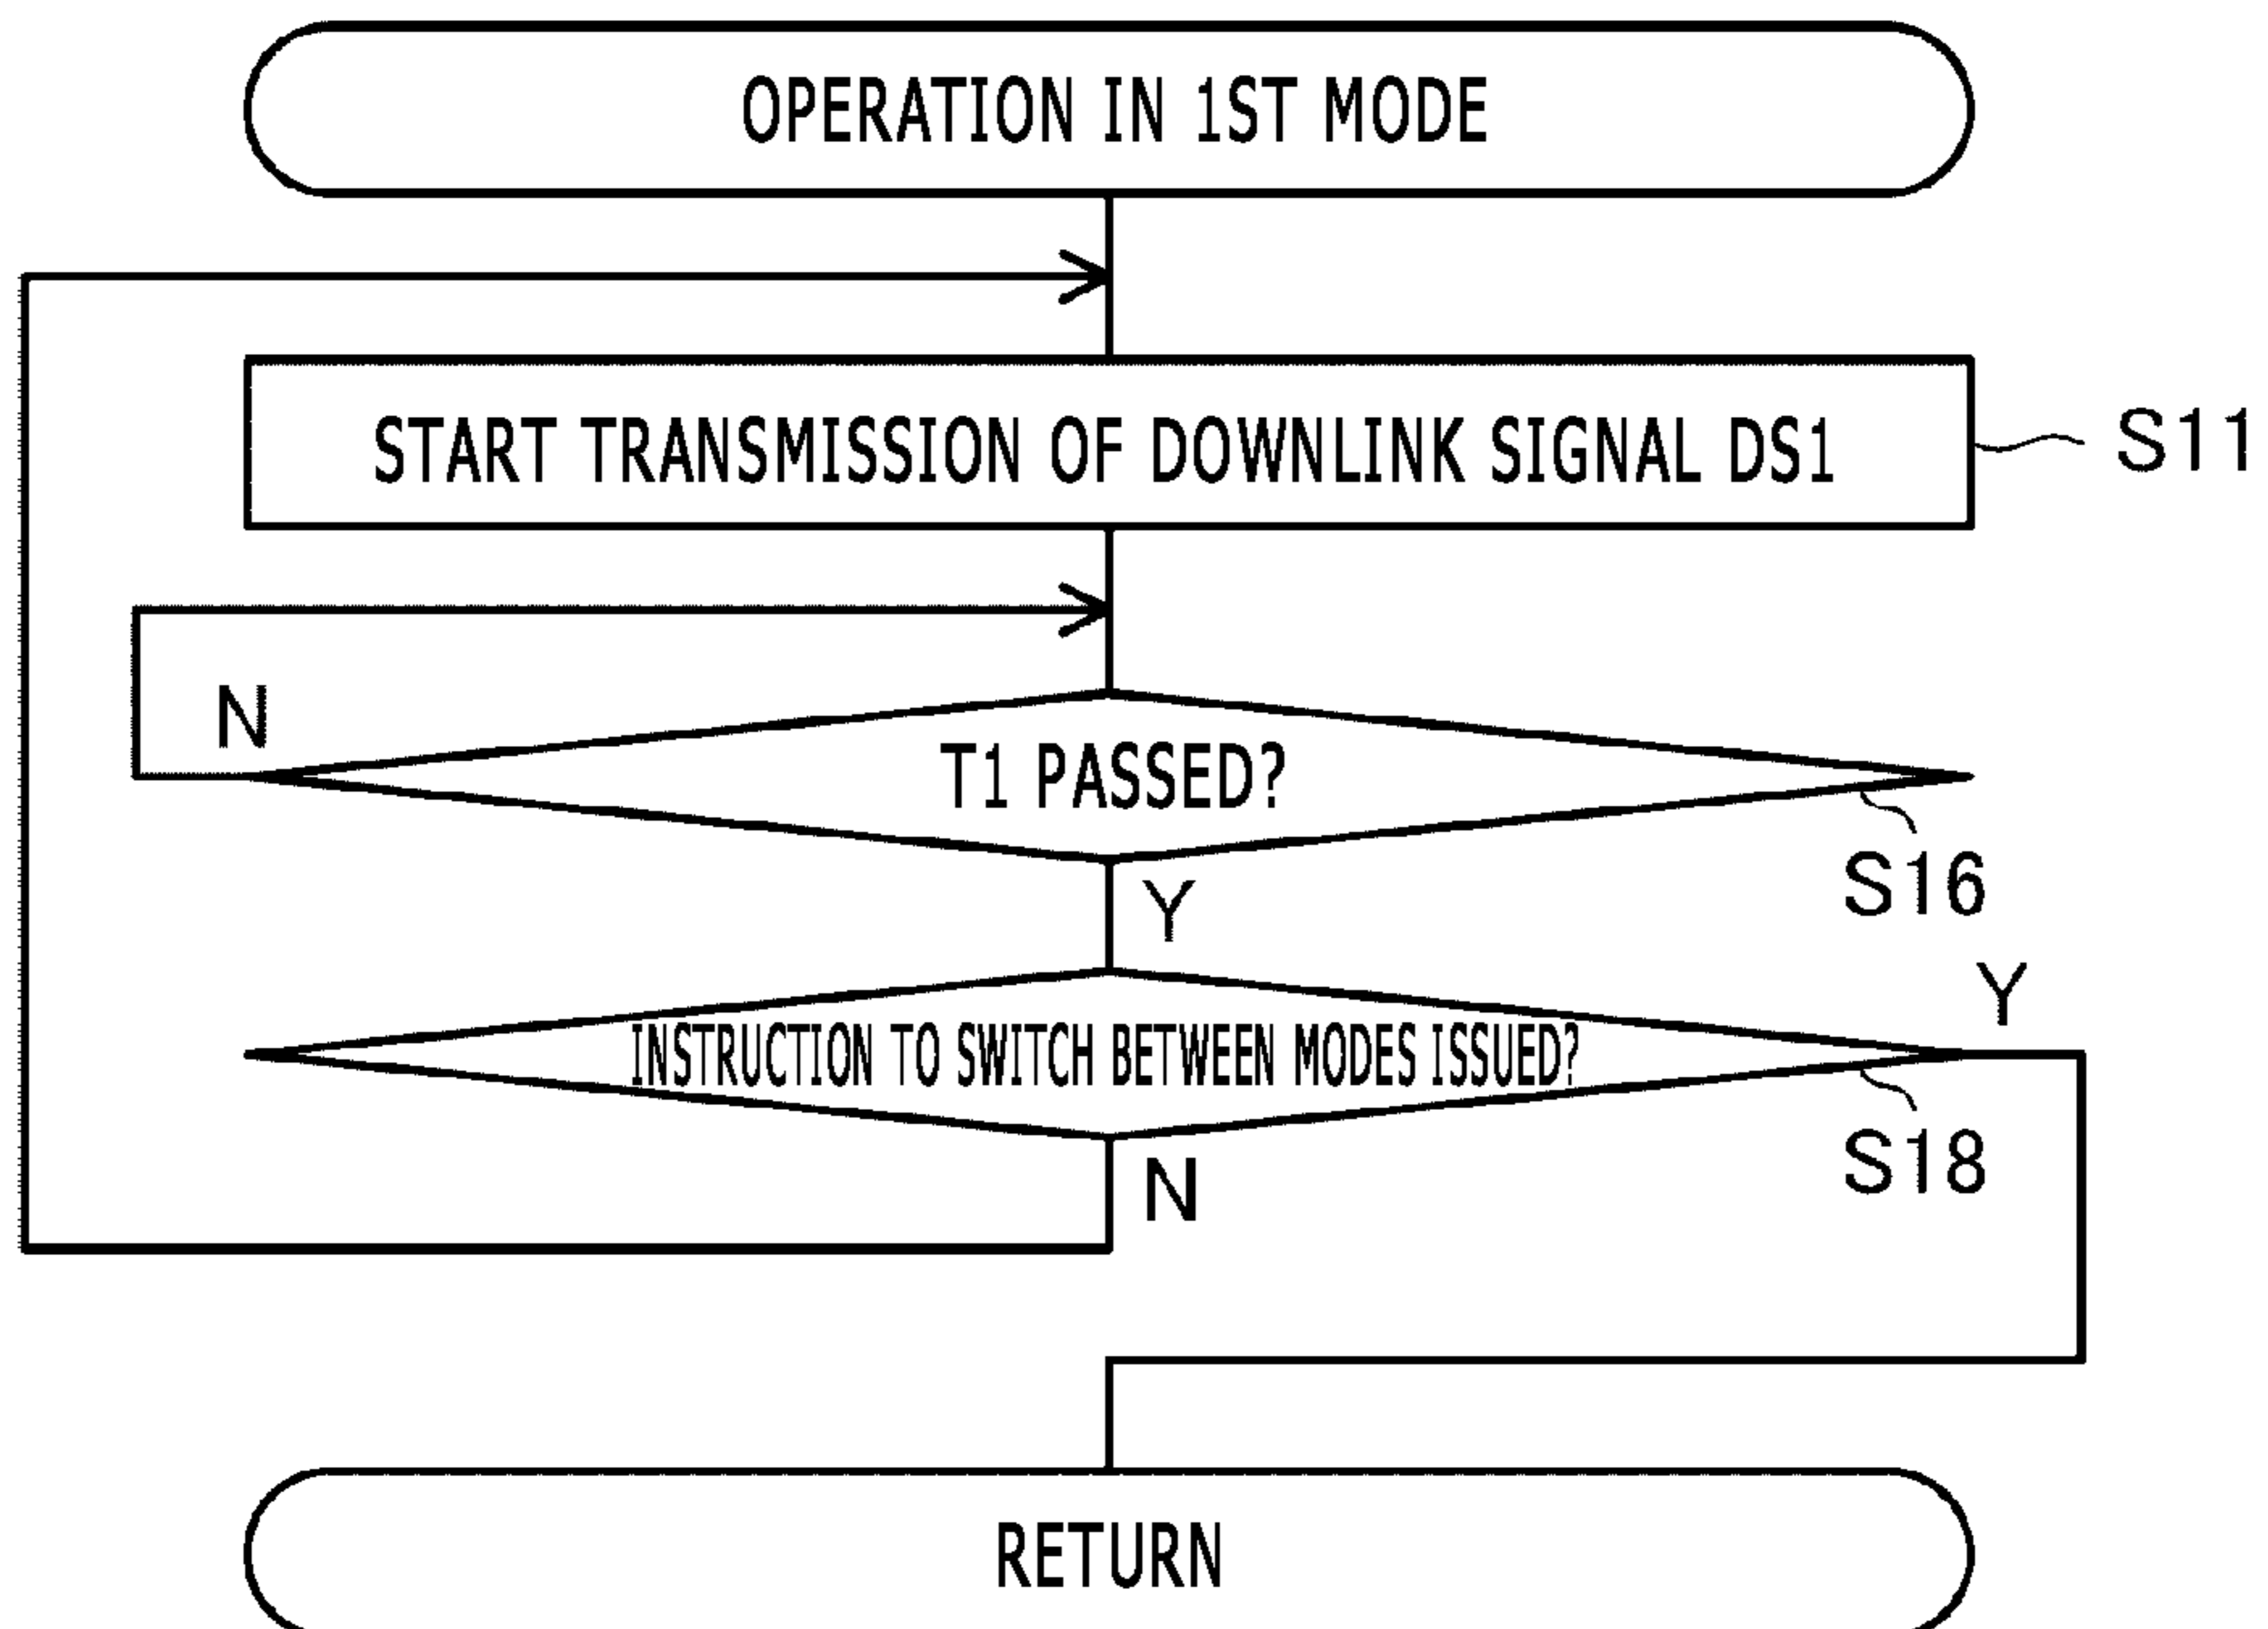 OPERATION IN 1ST MODE
START TRANSMISSION OF DOWNLINK SIGNAL DS1
S11
N
T1 PASSED?
S16
Y
Y
INSTRUCTION TO SWITCH BETWEEN MODES ISSUED?
S18
N
RETURN